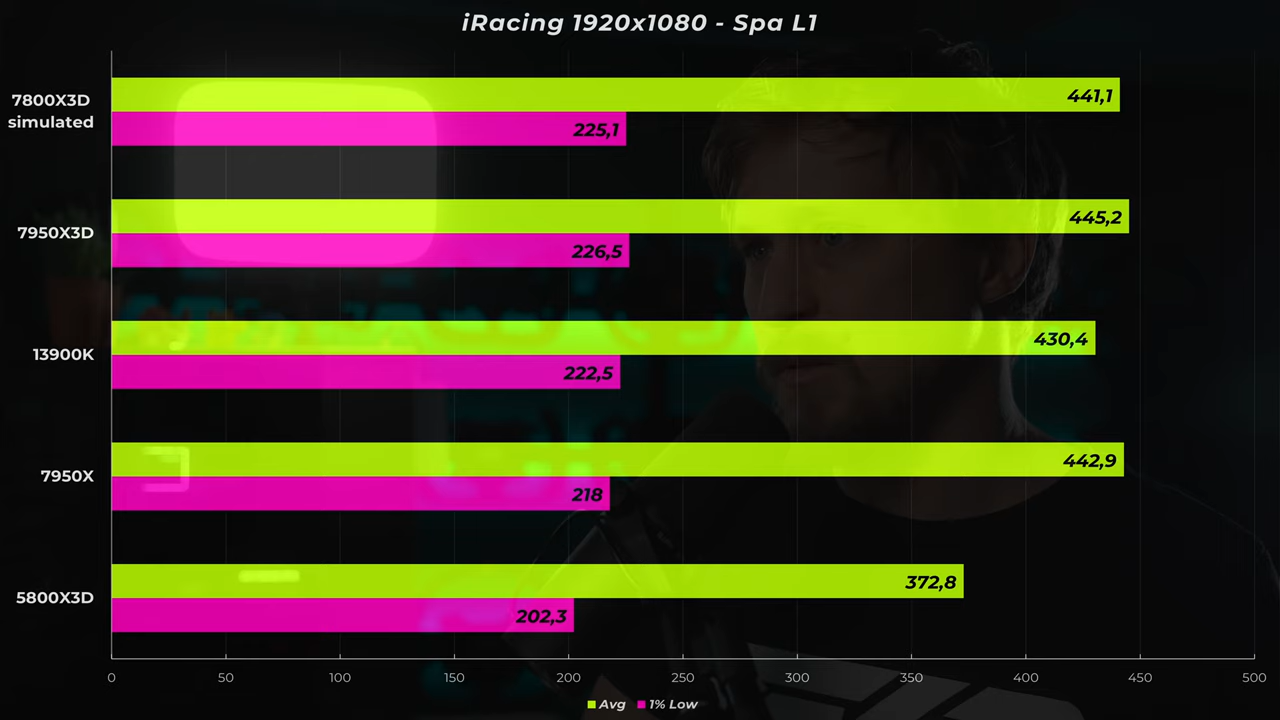 iRacing 1920x1080 - Spa L1
7800X3D
simulated
441,1
225,1
7950X3D
445,2
226,5
13900K
430,4
222,5
7950X
442,9
218
5800X3D
372,8
202,3
0 50 100 150 200 250 300 350 400 450 500
Avg 1% Low